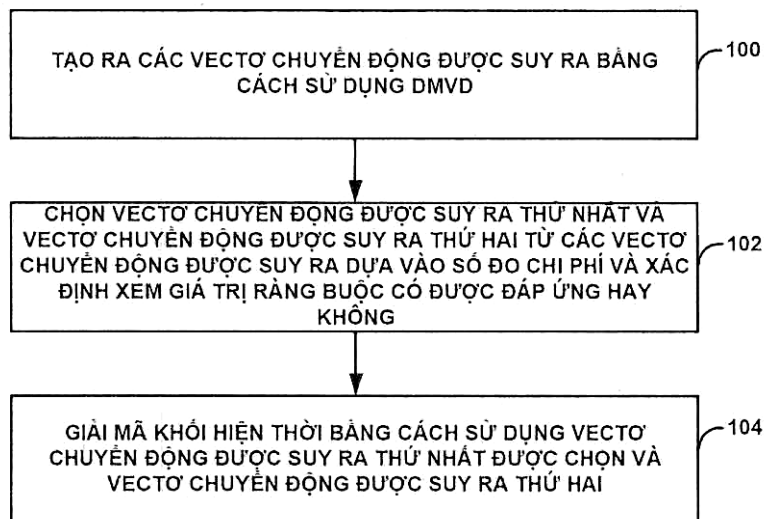 TẠO RA CÁC VECTƠ CHUYỂN ĐỘNG ĐƯỢC SUY RA BẰNG
CÁCH SỬ DỤNG DMVD
100
CHỌN VECTƠ CHUYỂN ĐỘNG ĐƯỢC SUY RA THỨ NHẤT VÀ
VECTƠ CHUYỂN ĐỘNG ĐƯỢC SUY RA THỨ HAI TỪ CÁC VECTƠ
CHUYỂN ĐỘNG ĐƯỢC SUY RA DỰA VÀO SỐ ĐO CHI PHÍ VÀ XÁC
ĐỊNH XEM GIÁ TRỊ RÀNG BUỘC CÓ ĐƯỢC ĐÁP ỨNG HAY
KHÔNG
102
GIẢI MÃ KHỐI HIỆN THỜI BẰNG CÁCH SỬ DỤNG VECTƠ
CHUYỂN ĐỘNG ĐƯỢC SUY RA THỨ NHẤT ĐƯỢC CHỌN VÀ
VECTƠ CHUYỂN ĐỘNG ĐƯỢC SUY RA THỨ HAI
104